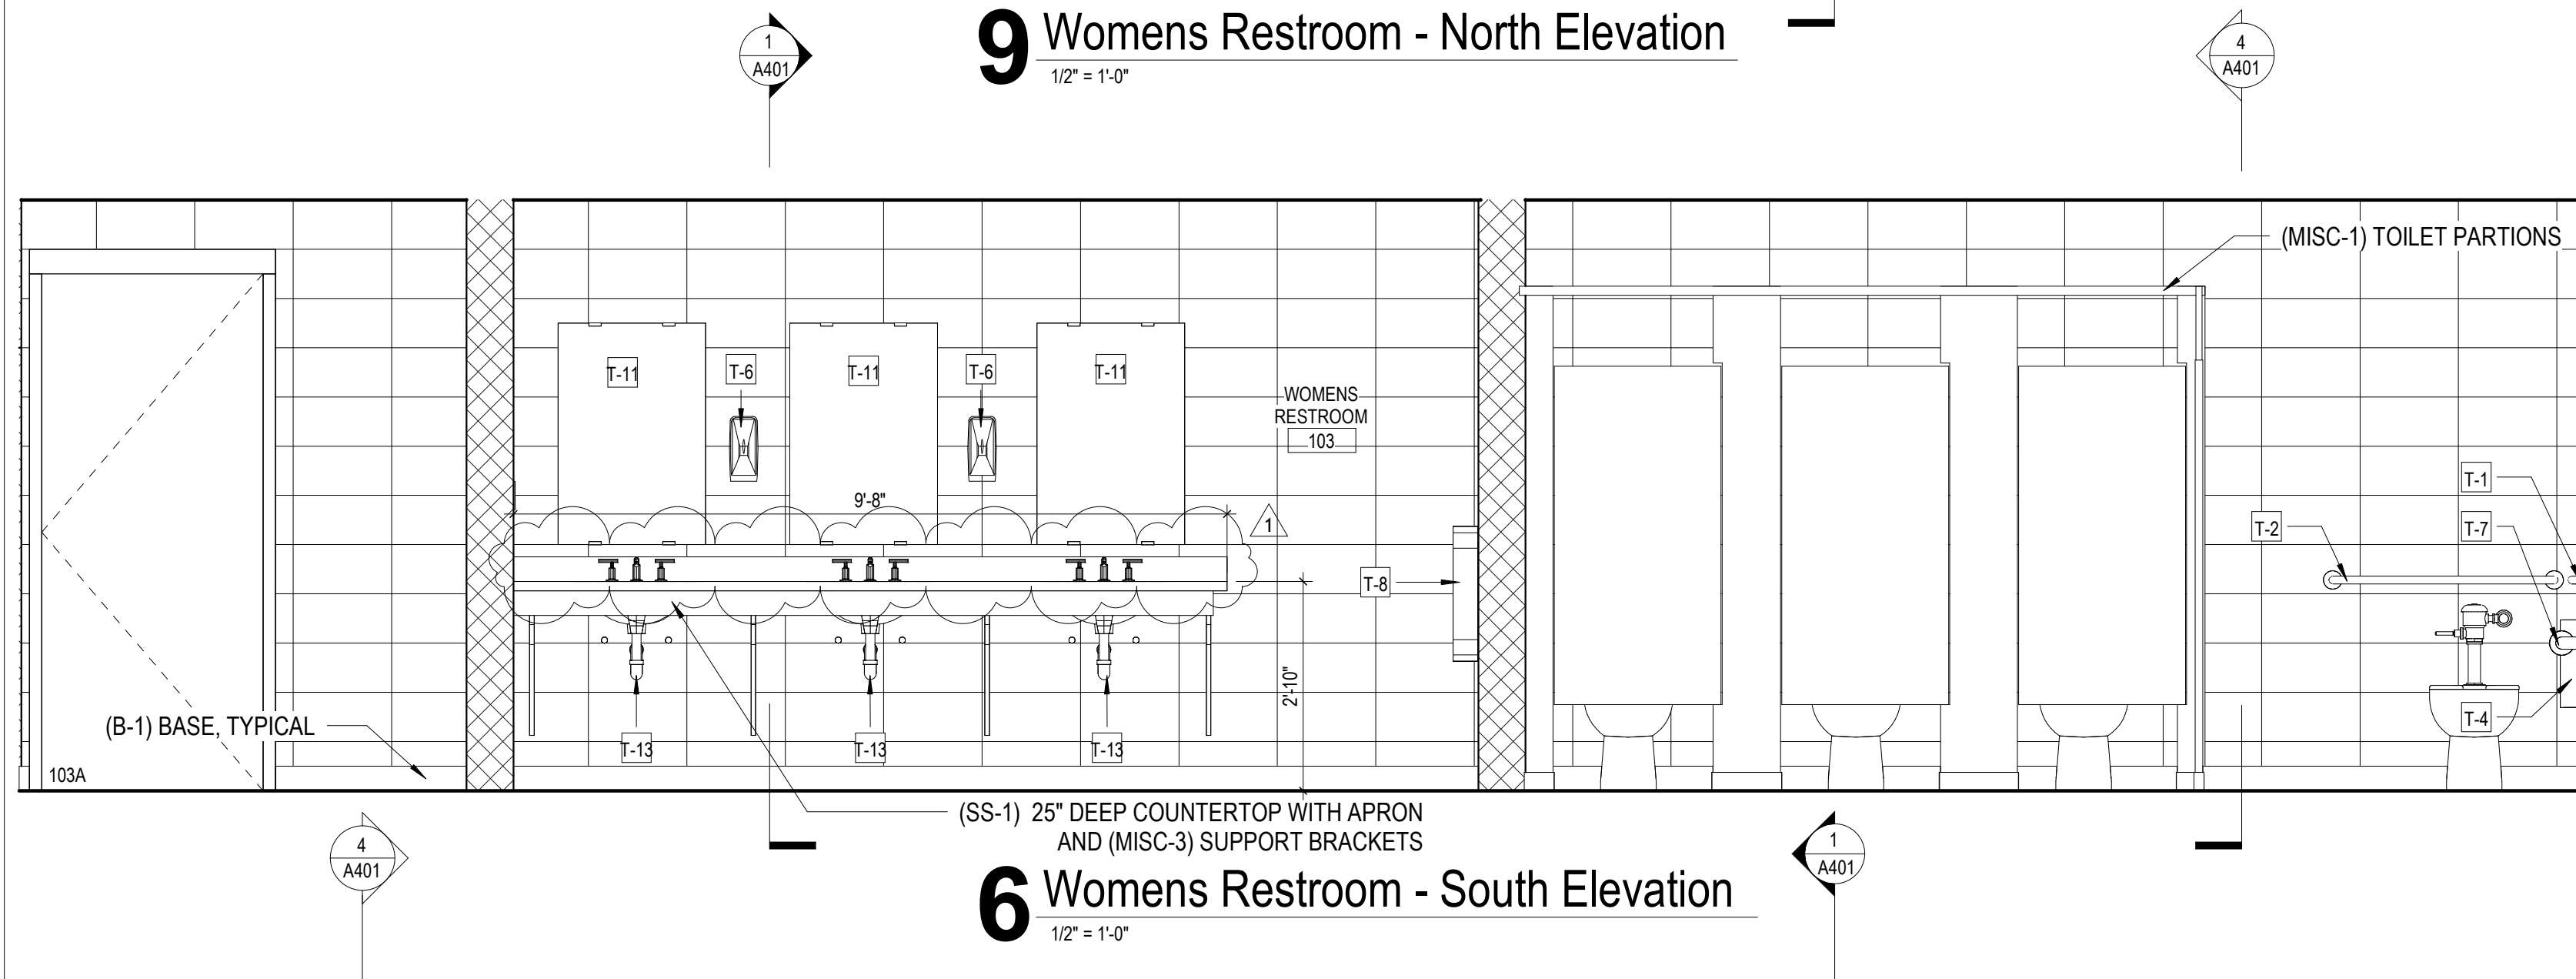 1
A401
9 Womens Restroom - North Elevation
1/2" = 1'-0"
4
A401
(MISC-1) TOILET PARTIONS
T-11
T-6
T-11
T-6
T-11
WOMENS
RESTROOM
103
9'-8"
1
T-1
T-2
T-7
T-8
2'-10"
T-4
(B-1) BASE, TYPICAL
T-13
T-13
T-13
103A
(SS-1) 25" DEEP COUNTERTOP WITH APRON
AND (MISC-3) SUPPORT BRACKETS
4
A401
1
A401
6 Womens Restroom - South Elevation
1/2" = 1'-0"